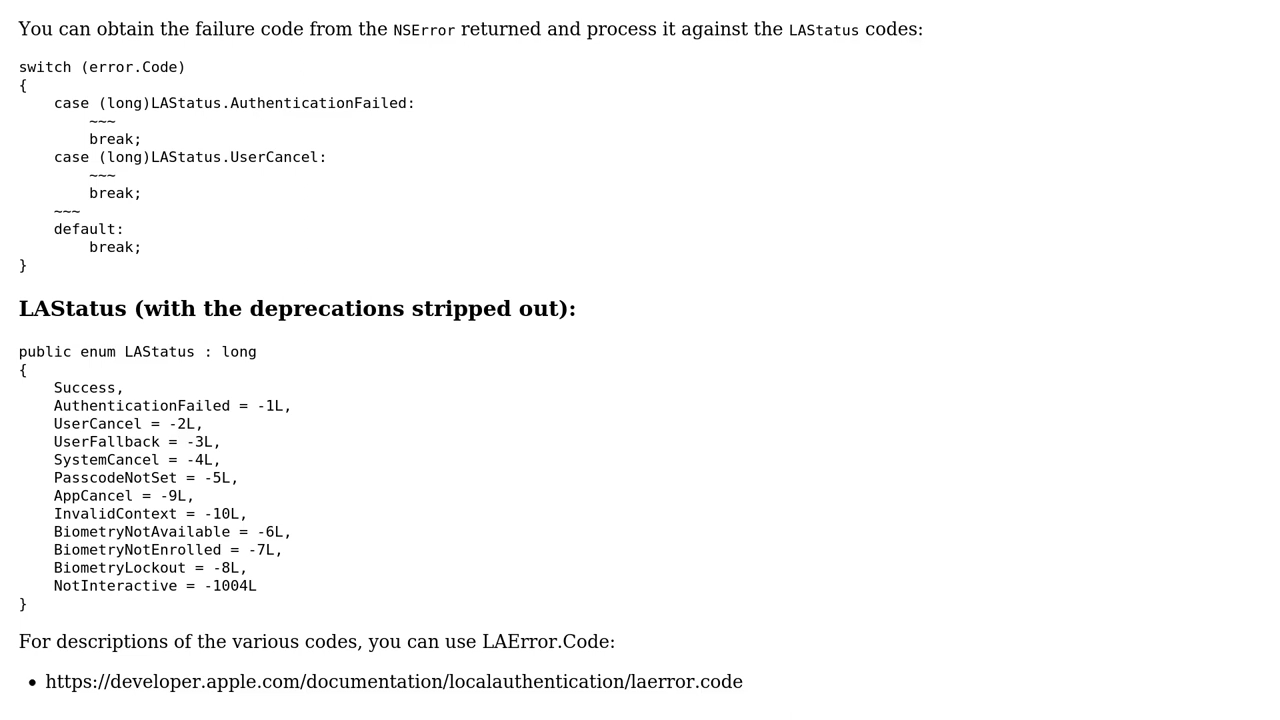 You can obtain the failure code from the NSError returned and process it against the LAStatus codes:
switch (error.Code)
{
    case (long)LAStatus.AuthenticationFailed:
        ~~~
        break;
    case (long)LAStatus.UserCancel:
        ~~~
        break;
    ~~~
    default:
        break;
}
LAStatus (with the deprecations stripped out):
public enum LAStatus : long
{
    Success,
    AuthenticationFailed = -1L,
    UserCancel = -2L,
    UserFallback = -3L,
    SystemCancel = -4L,
    PasscodeNotSet = -5L,
    AppCancel = -9L,
    InvalidContext = -10L,
    BiometryNotAvailable = -6L,
    BiometryNotEnrolled = -7L,
    BiometryLockout = -8L,
    NotInteractive = -1004L
}
For descriptions of the various codes, you can use LAError.Code:
• https://developer.apple.com/documentation/localauthentication/laerror.code